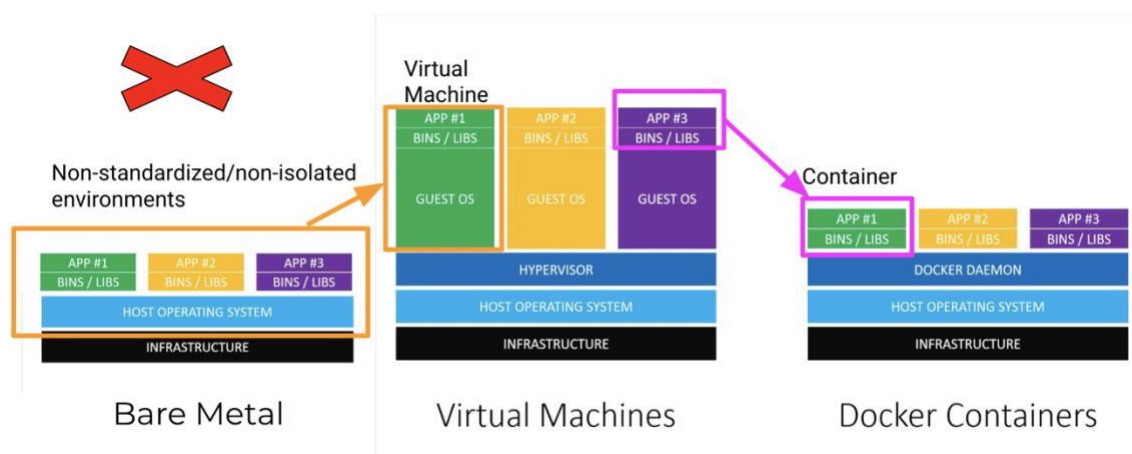 Non-standardized/non-isolated
environments
APP #1
BINS / LIBS
APP #2
BINS / LIBS
APP #3
BINS / LIBS
HOST OPERATING SYSTEM
INFRASTRUCTURE
Bare Metal
Virtual
Machine
APP #1
BINS / LIBS
GUEST OS
APP #2
BINS / LIBS
GUEST OS
APP #3
BINS / LIBS
GUEST OS
HYPERVISOR
HOST OPERATING SYSTEM
INFRASTRUCTURE
Virtual Machines
Container
APP #1
BINS / LIBS
APP #2
BINS / LIBS
APP #3
BINS / LIBS
DOCKER DAEMON
HOST OPERATING SYSTEM
INFRASTRUCTURE
Docker Containers